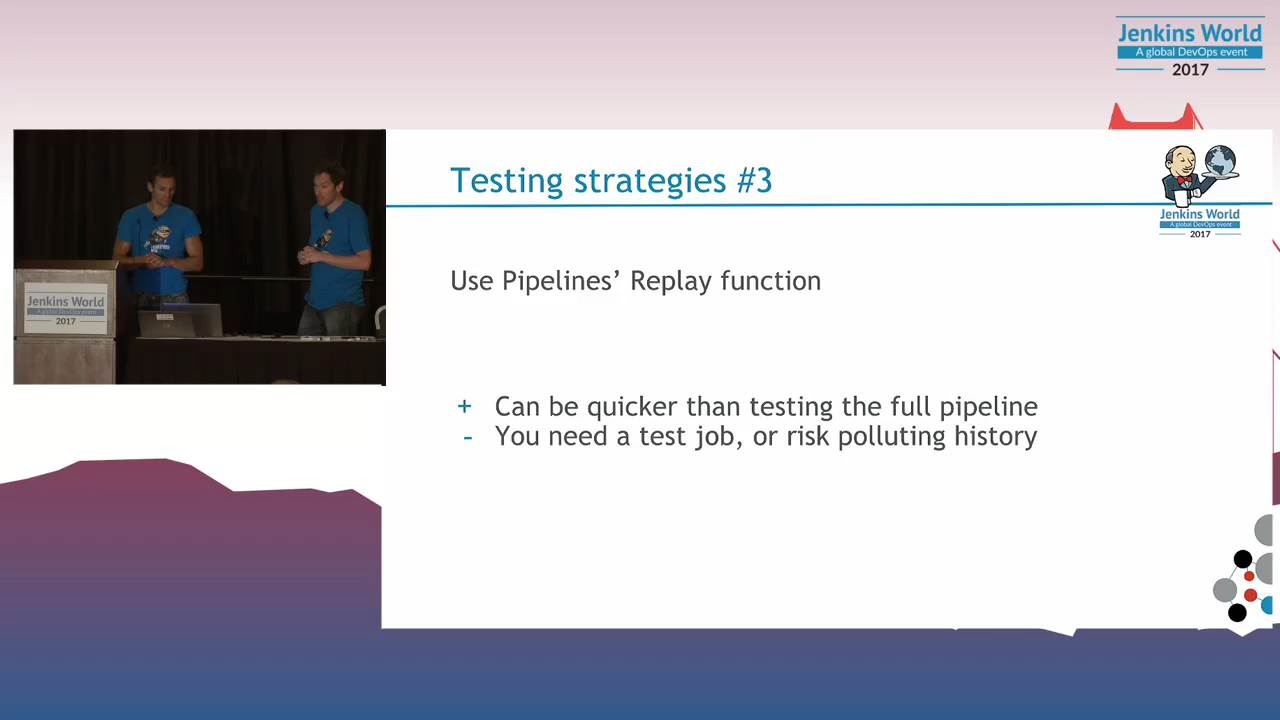 Jenkins World
A global DevOps event
2017
Testing strategies #3
Jenkins World
A global DevOps event
2017
Use Pipelines’ Replay function
+ Can be quicker than testing the full pipeline
- You need a test job, or risk polluting history
Jenkins World
A global DevOps event
2017